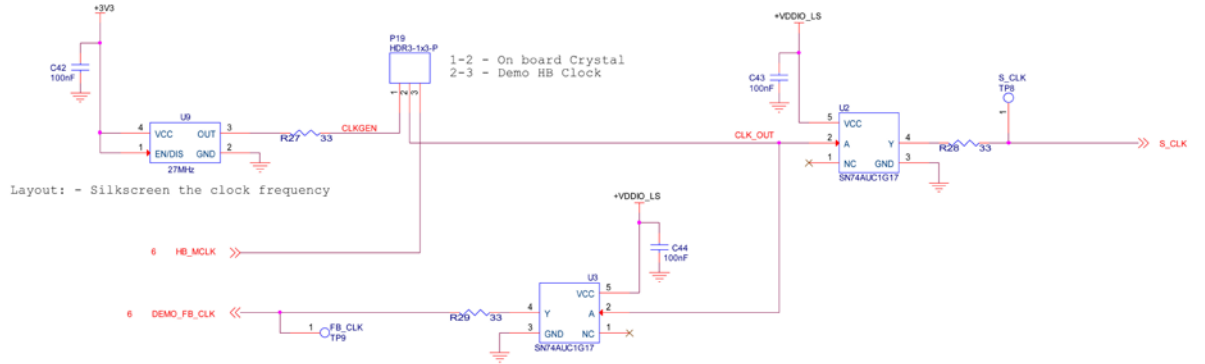 +3V3
C42
100nF
P19
HDR3-1x3-P
1-2 - On board Crystal
2-3 - Demo HB Clock
1
2
3
U9
4 VCC OUT 3
1 EN/DIS GND 2
27MHz
R27 33
CLKGEN
Layout: - Silkscreen the clock frequency
+VDDIO_LS
C43
100nF
U2
5 VCC
CLK_OUT 2 A Y 4
1 NC GND 3
SN74AUC1G17
R28 33
S_CLK
TP8
1
S_CLK
6 HB_MCLK
+VDDIO_LS
C44
100nF
U3
VCC 5
4 Y A 2
3 GND NC 1
SN74AUC1G17
R29 33
6 DEMO_FB_CLK
1 FB_CLK
TP9